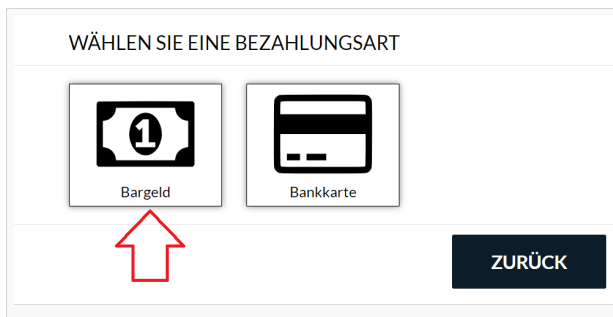 WÄHLEN SIE EINE BEZAHLUNGSART
1
Bargeld
Bankkarte
ZURÜCK